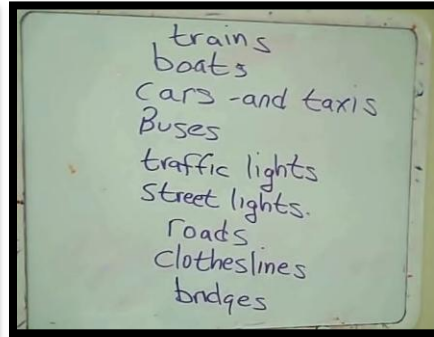 trains
boats
cars -and taxis
Buses
traffic lights
street lights.
roads
clotheslines
bridges